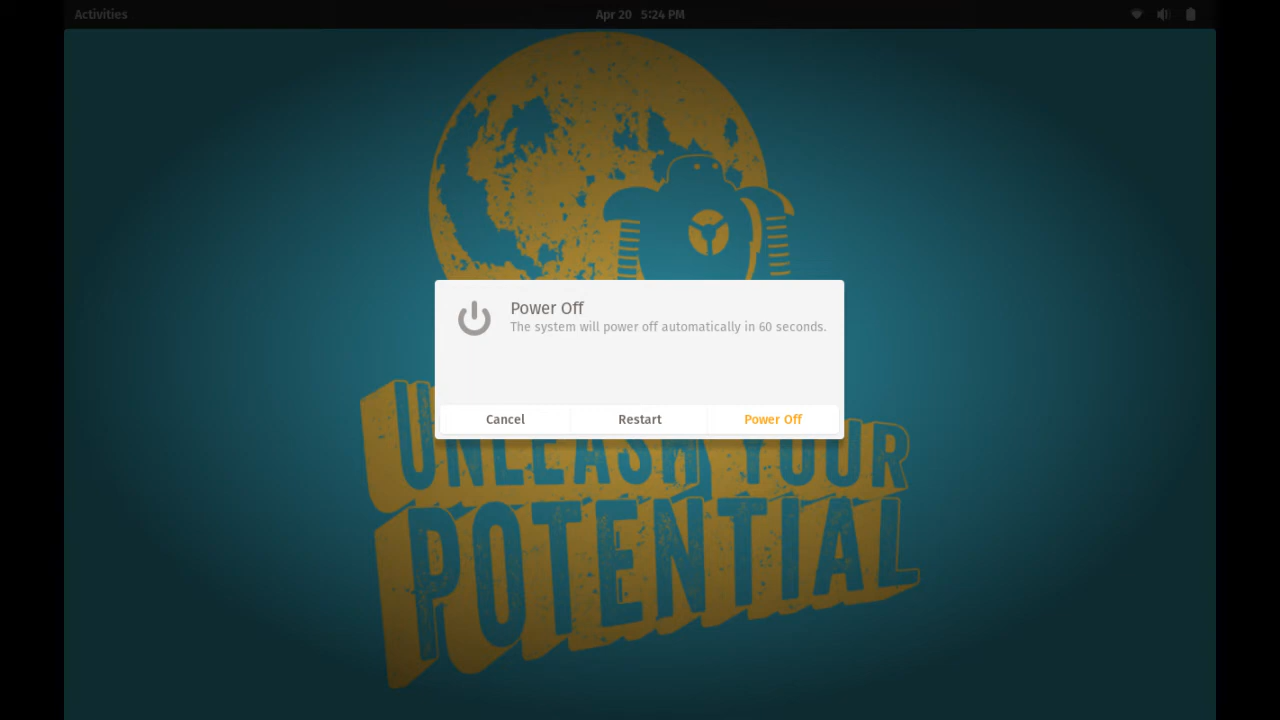 Activities
Apr 20 5:24 PM
Power Off
The system will power off automatically in 60 seconds.
Cancel
Restart
Power Off
UNLEASH YOUR
POTENTIAL